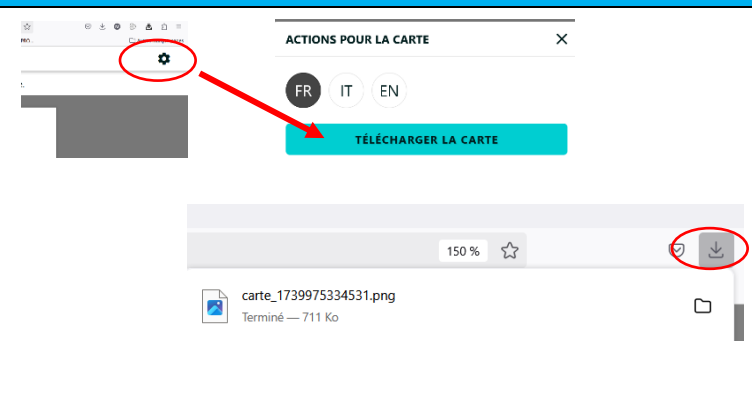 ACTIONS POUR LA CARTE
FR IT EN
TÉLÉCHARGER LA CARTE
150 %
carte_1739975334531.png
Terminé — 711 Ko